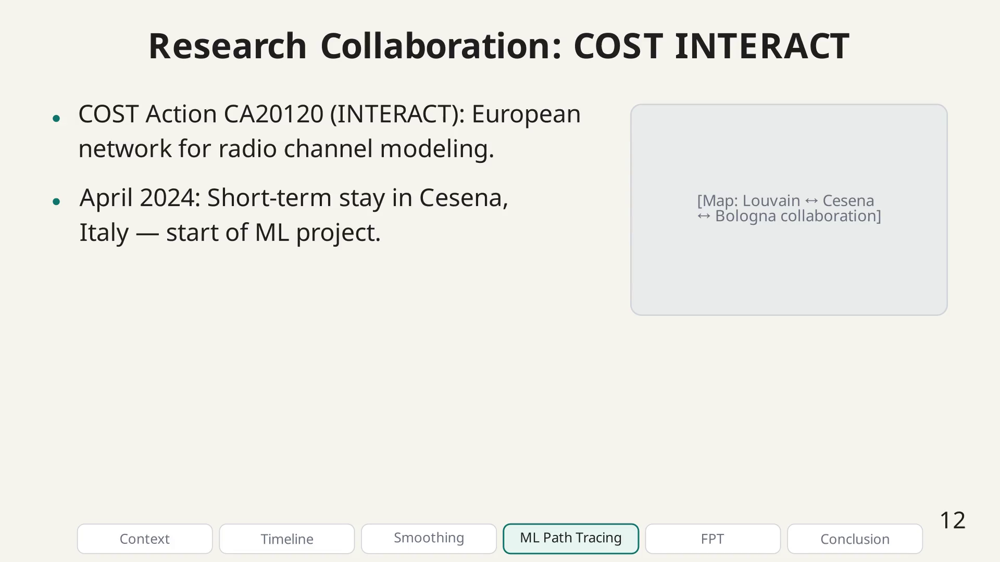 Research Collaboration: COST INTERACT
• COST Action CA20120 (INTERACT): European
network for radio channel modeling.
• April 2024: Short-term stay in Cesena,
Italy — start of ML project.
[Map: Louvain ↔ Cesena
↔ Bologna collaboration]
12
Context
Timeline
Smoothing
ML Path Tracing
FPT
Conclusion